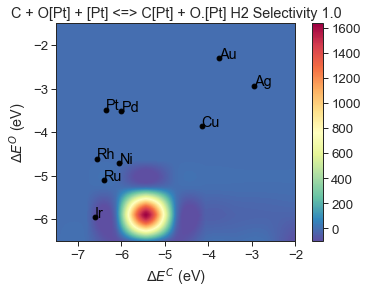 C + O[Pt] + [Pt] <=> C[Pt] + O.[Pt] H2 Selectivity 1.0
ΔE^O (eV)
−2
−3
−4
−5
−6
Au
Ag
Pt
Pd
Cu
Rh
Ni
Ru
Ir
1600
1400
1200
1000
800
600
400
200
0
−7
−6
−5
−4
−3
−2
ΔE^C (eV)